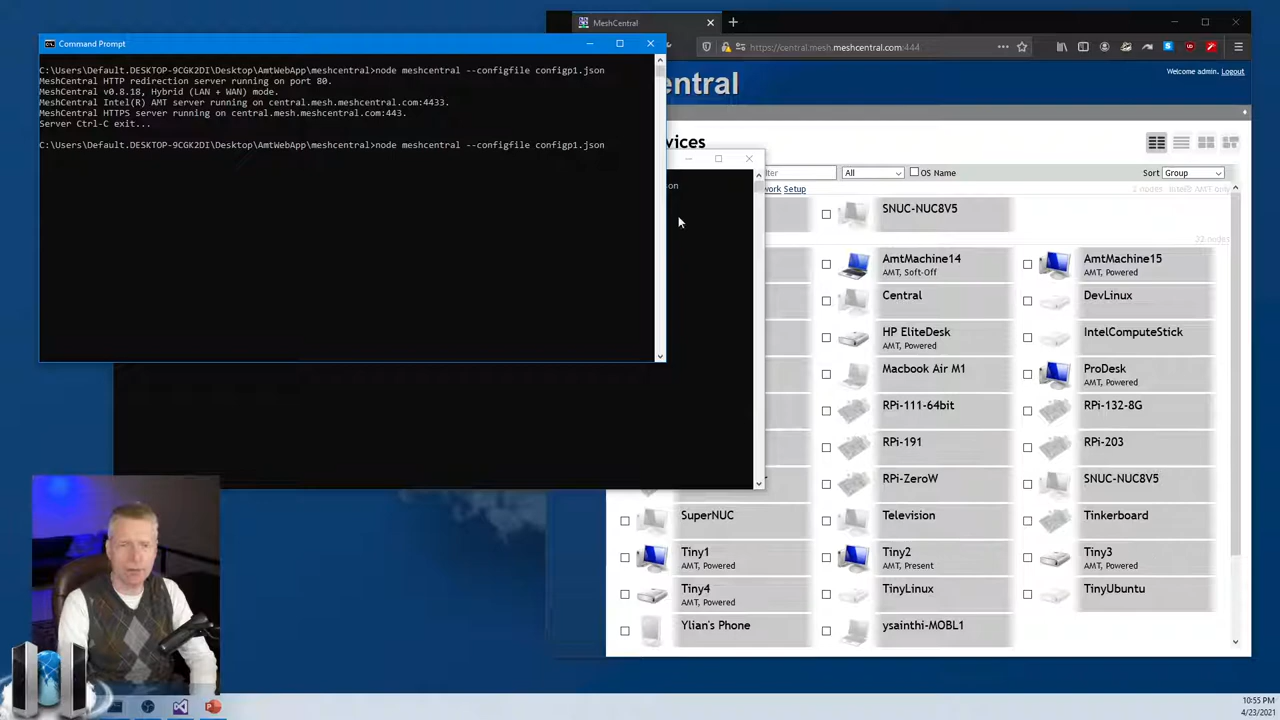 MeshCentral
Command Prompt
https://central.mesh.meshcentral.com:444
C:\Users\Default.DESKTOP-9CGK2DI\Desktop\AmtWebApp\meshcentral>node meshcentral --configfile configp1.json
MeshCentral HTTP redirection server running on port 80.
MeshCentral v0.8.18, Hybrid (LAN + WAN) mode.
MeshCentral Intel(R) AMT server running on central.mesh.meshcentral.com:4433.
MeshCentral HTTPS server running on central.mesh.meshcentral.com:443.
Server Ctrl-C exit...
C:\Users\Default.DESKTOP-9CGK2DI\Desktop\AmtWebApp\meshcentral>node meshcentral --configfile configp1.json
entral
Welcome admin. Logout
vices
All
OS Name
Sort
Group
Setup
SNUC-NUC8V5
AmtMachine14
AMT, Soft-Off
AmtMachine15
AMT, Powered
Central
DevLinux
HP EliteDesk
AMT, Powered
IntelComputeStick
Macbook Air M1
ProDesk
AMT, Powered
RPi-111-64bit
RPi-132-8G
RPi-191
RPi-203
RPi-ZeroW
SNUC-NUC8V5
SuperNUC
Television
Tinkerboard
Tiny1
AMT, Powered
Tiny2
AMT, Present
Tiny3
AMT, Powered
Tiny4
AMT, Powered
TinyLinux
TinyUbuntu
Ylian's Phone
ysainthi-MOBL1
10:55 PM
4/23/2021